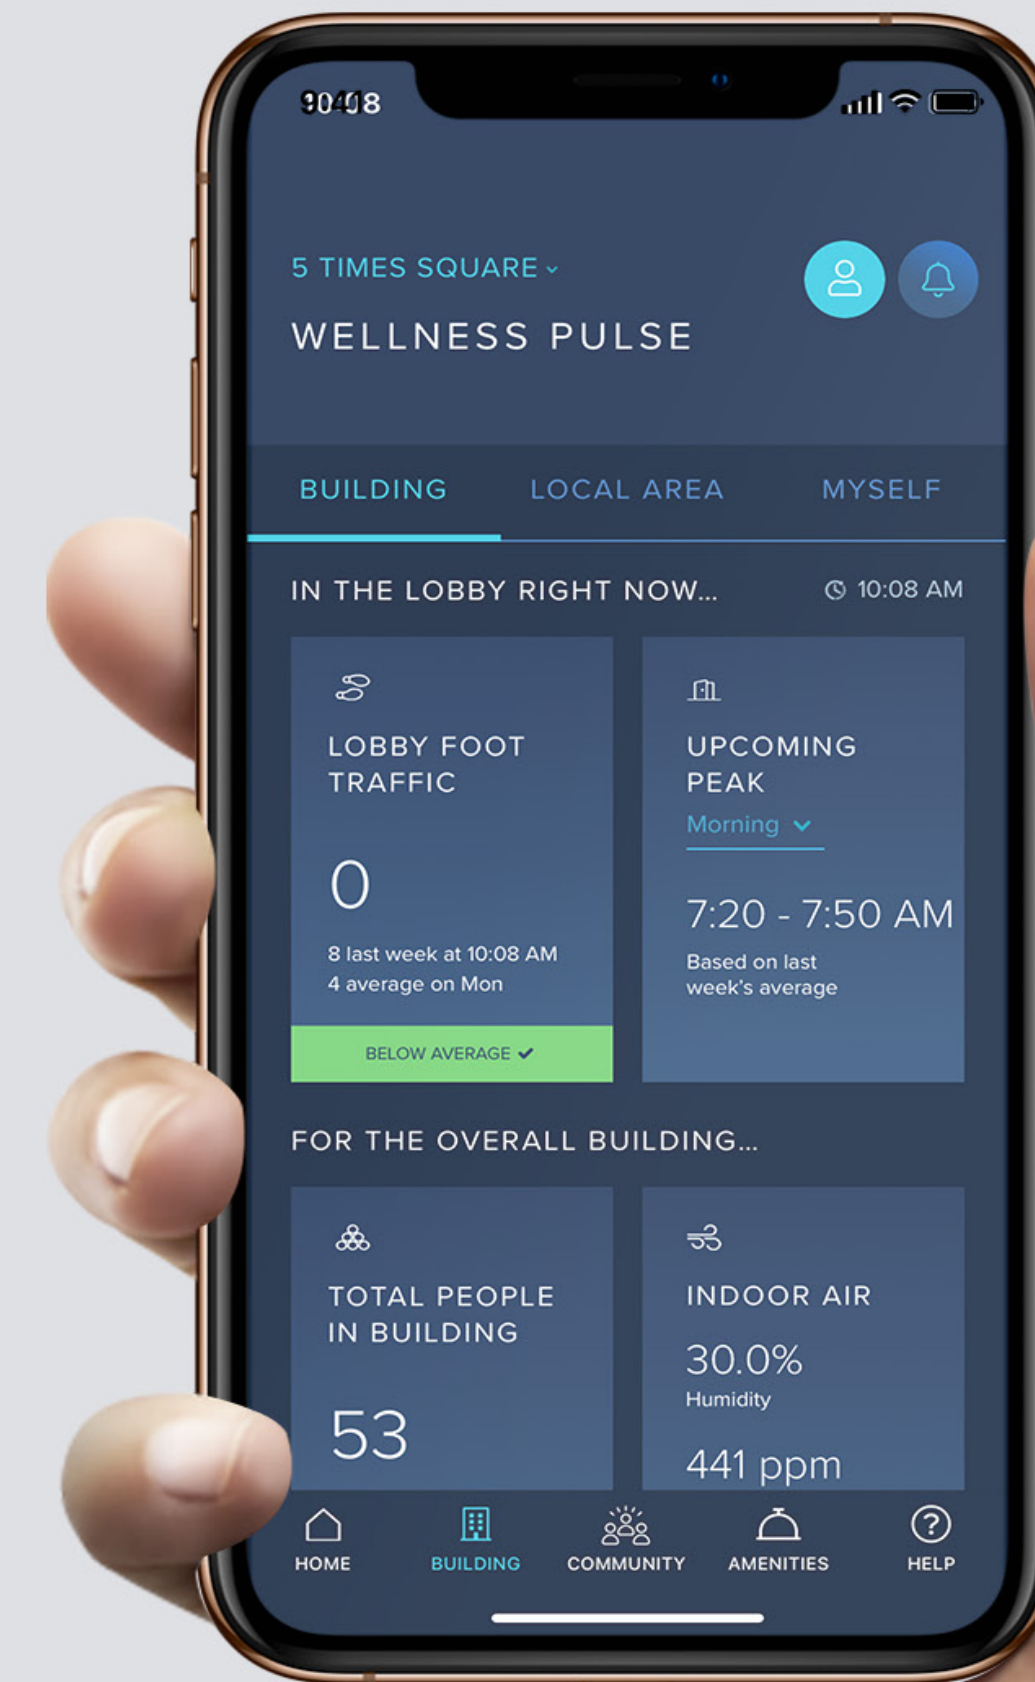 5 TIMES SQUARE
WELLNESS PULSE
BUILDING LOCAL AREA MYSELF
IN THE LOBBY RIGHT NOW... 10:08 AM
LOBBY FOOT
TRAFFIC
0
8 last week at 10:08 AM
4 average on Mon
BELOW AVERAGE
UPCOMING
PEAK
Morning
7:20 - 7:50 AM
Based on last
week's average
FOR THE OVERALL BUILDING...
TOTAL PEOPLE
IN BUILDING
53
INDOOR AIR
30.0%
Humidity
441 ppm
HOME BUILDING COMMUNITY AMENITIES HELP